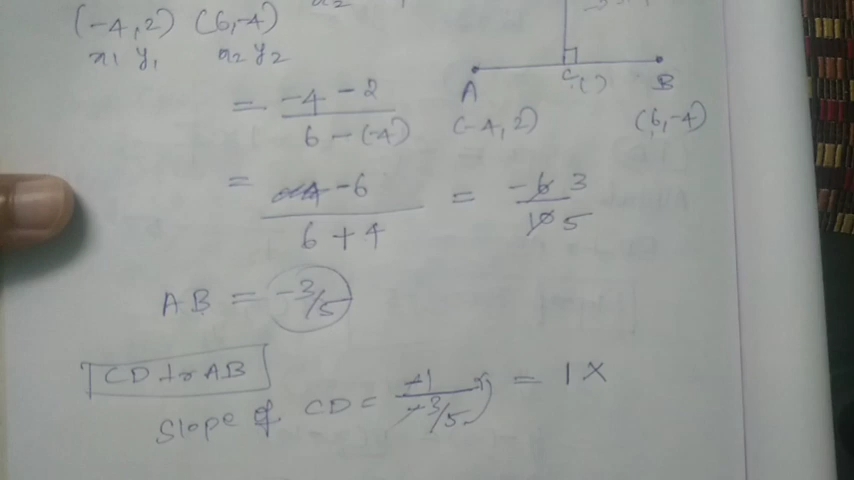 (-4, 2) (6, -4)
x1 y1 x2 y2
= -4 - 2 / 6 - (-4)
A C ( ) B
(-4, 2) (6, -4)
= -6 / 6 + 4 = -6 3 / 10 5
AB = -3/5
CD ⊥r AB
Slope of CD = -1 / -3/5 = 1 ×